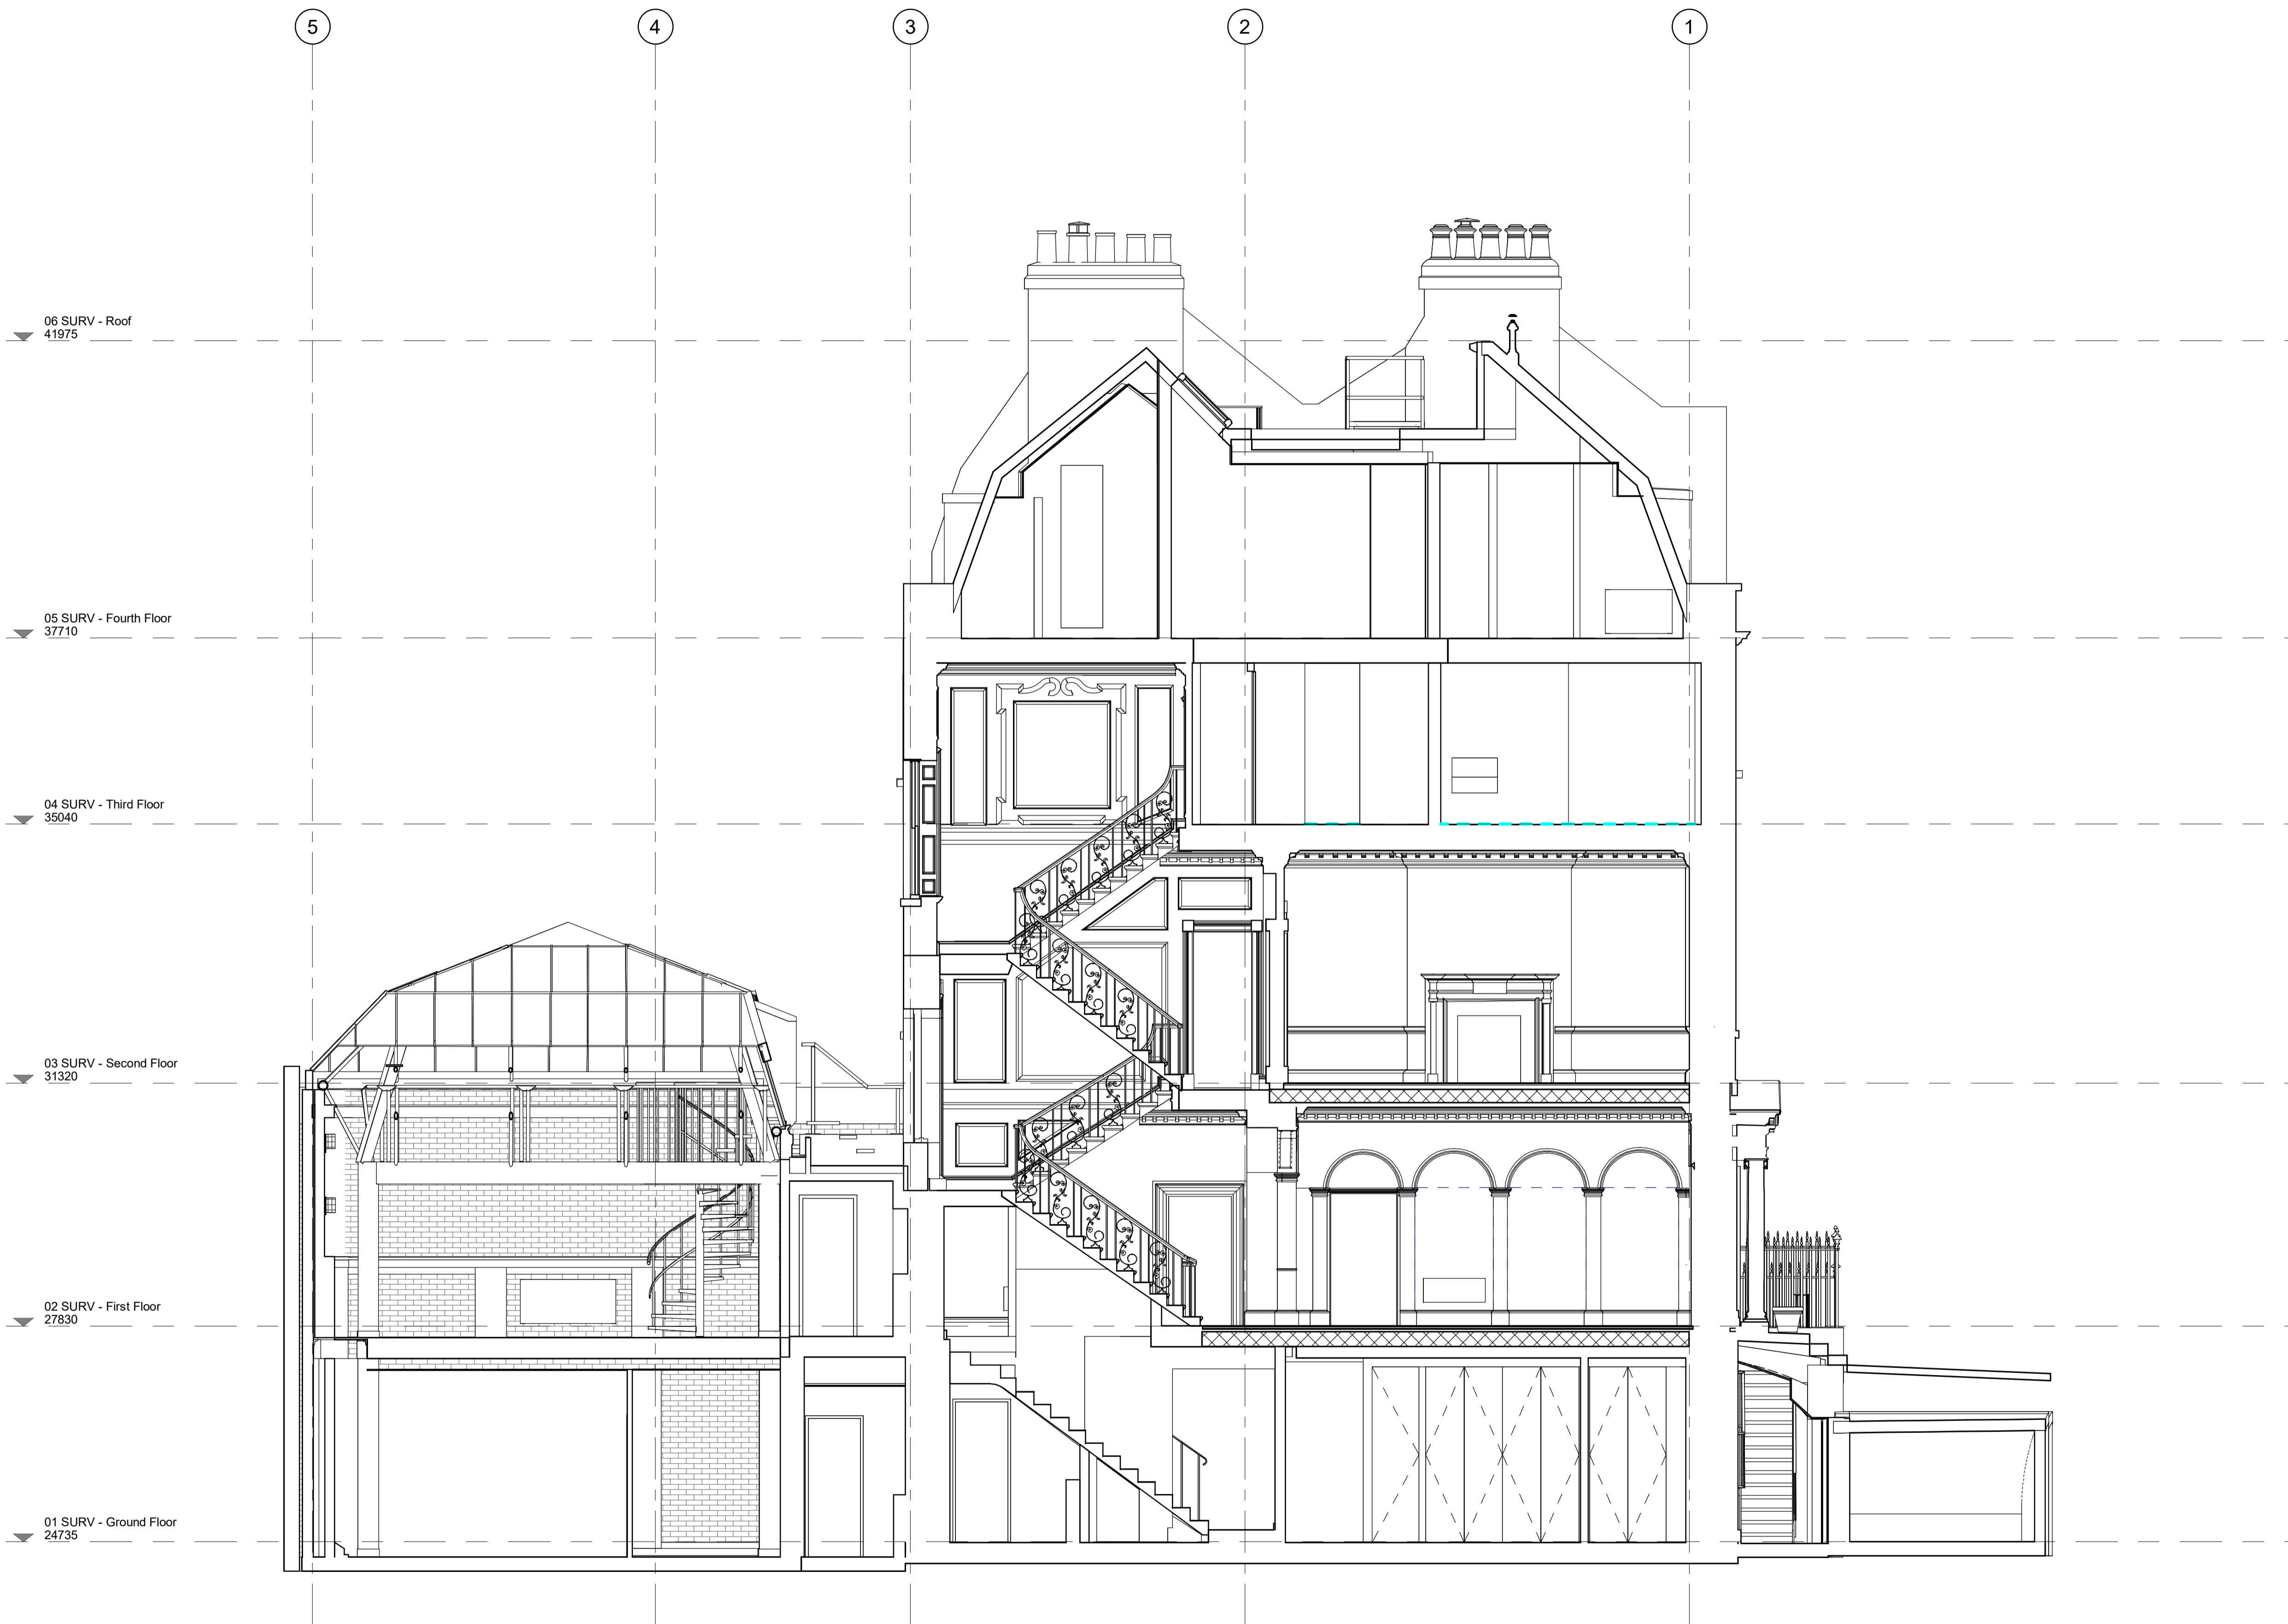 5
4
3
2
1
06 SURV - Roof
41975
05 SURV - Fourth Floor
37710
04 SURV - Third Floor
35040
03 SURV - Second Floor
31320
02 SURV - First Floor
27830
01 SURV - Ground Floor
24735